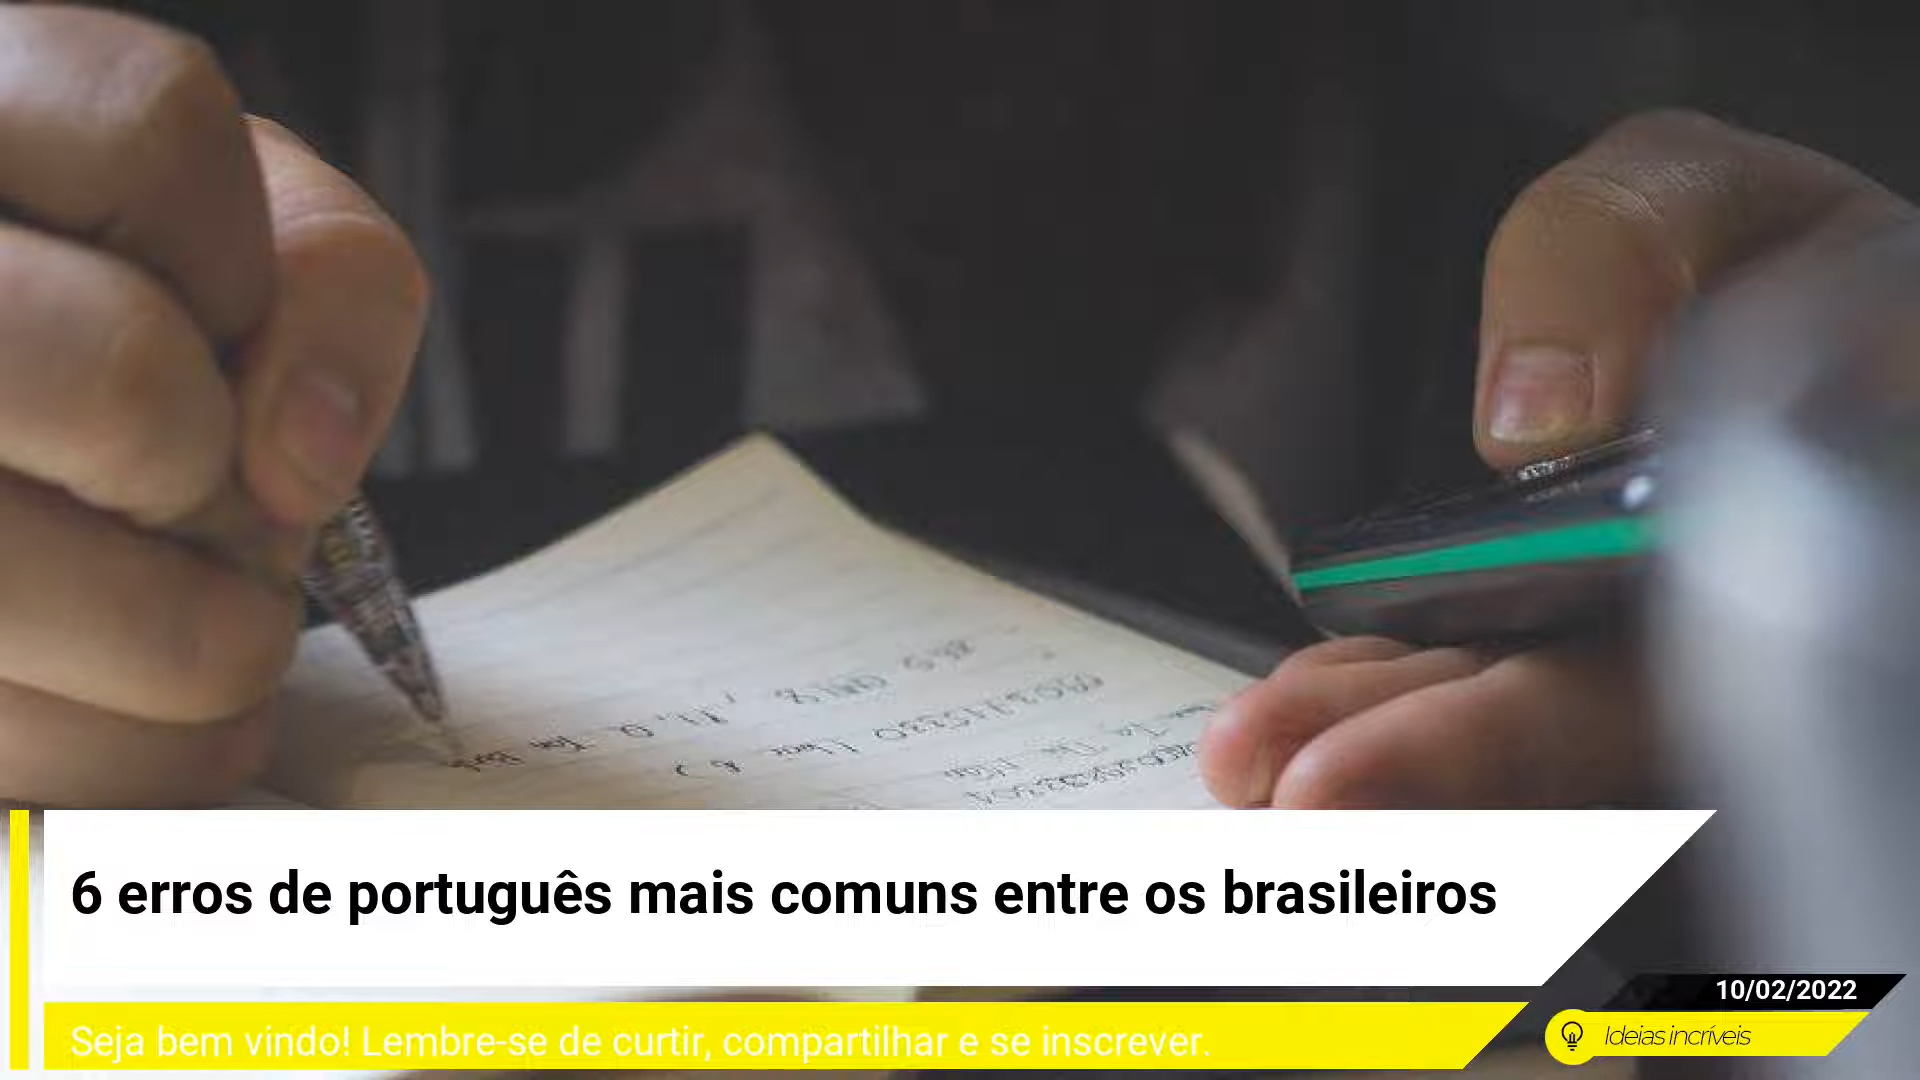 6 erros de português mais comuns entre os brasileiros
10/02/2022
Seja bem vindo! Lembre-se de curtir, compartilhar e se inscrever.
Ideias incríveis